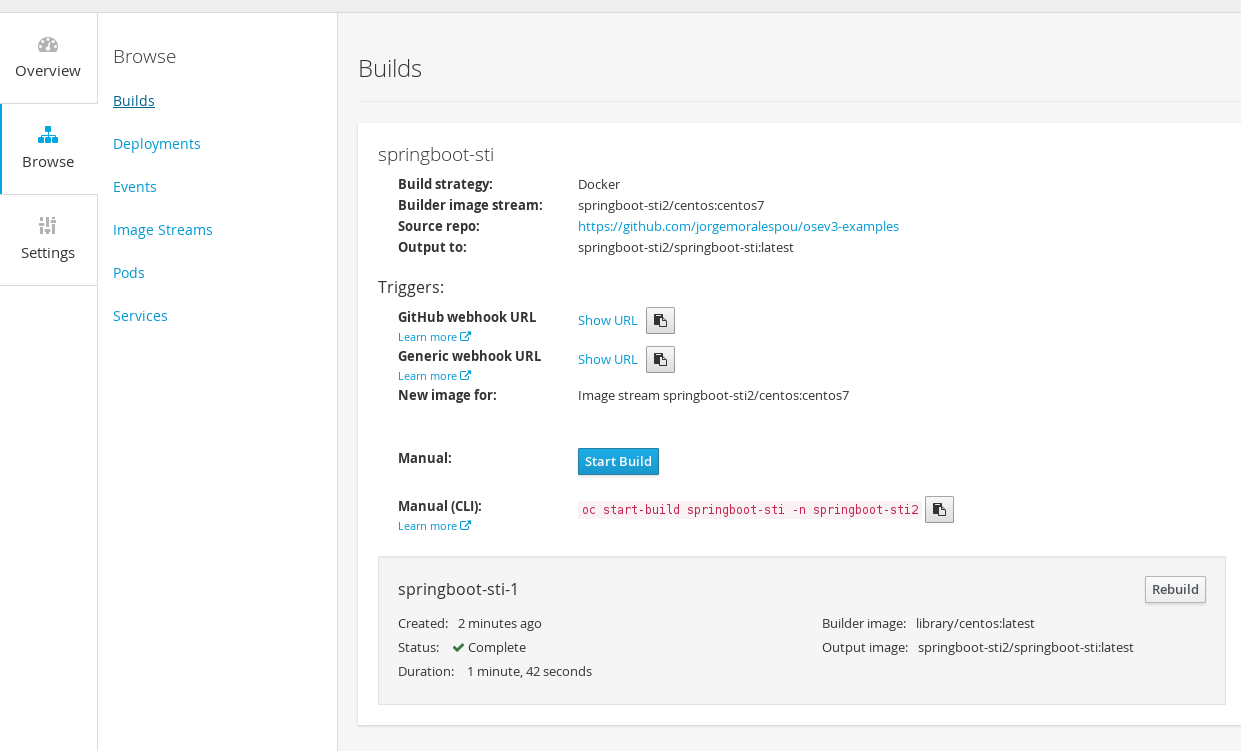 Overview
Browse
Settings
Browse
Builds
Deployments
Events
Image Streams
Pods
Services
Builds
springboot-sti
Build strategy: Docker
Builder image stream: springboot-sti2/centos:centos7
Source repo: https://github.com/jorgemoralespou/osev3-examples
Output to: springboot-sti2/springboot-sti:latest
Triggers:
GitHub webhook URL Show URL
Learn more
Generic webhook URL Show URL
Learn more
New image for: Image stream springboot-sti2/centos:centos7
Manual: Start Build
Manual (CLI): oc start-build springboot-sti -n springboot-sti2
Learn more
springboot-sti-1 Rebuild
Created: 2 minutes ago Builder image: library/centos:latest
Status: Complete Output image: springboot-sti2/springboot-sti:latest
Duration: 1 minute, 42 seconds